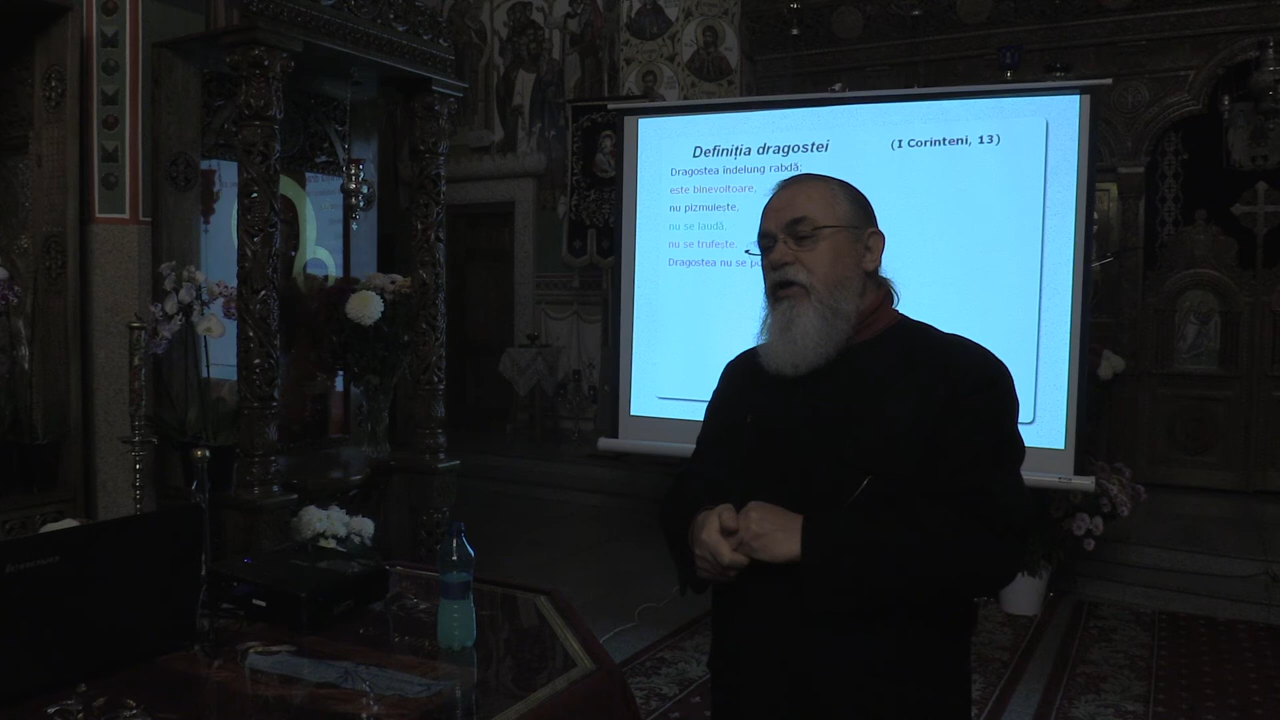 Definiția dragostei (I Corinteni, 13)
Dragostea îndelung rabdă;
este binevoitoare,
nu pizmuiește,
nu se laudă,
nu se trufește.
Dragostea nu se